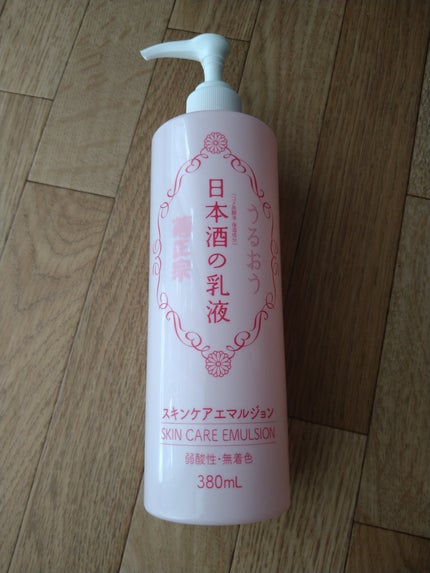 うるおう
日本酒の乳液
菊正宗
スキンケアエマルジョン
SKIN CARE EMULSION
弱酸性・無着色
380mL